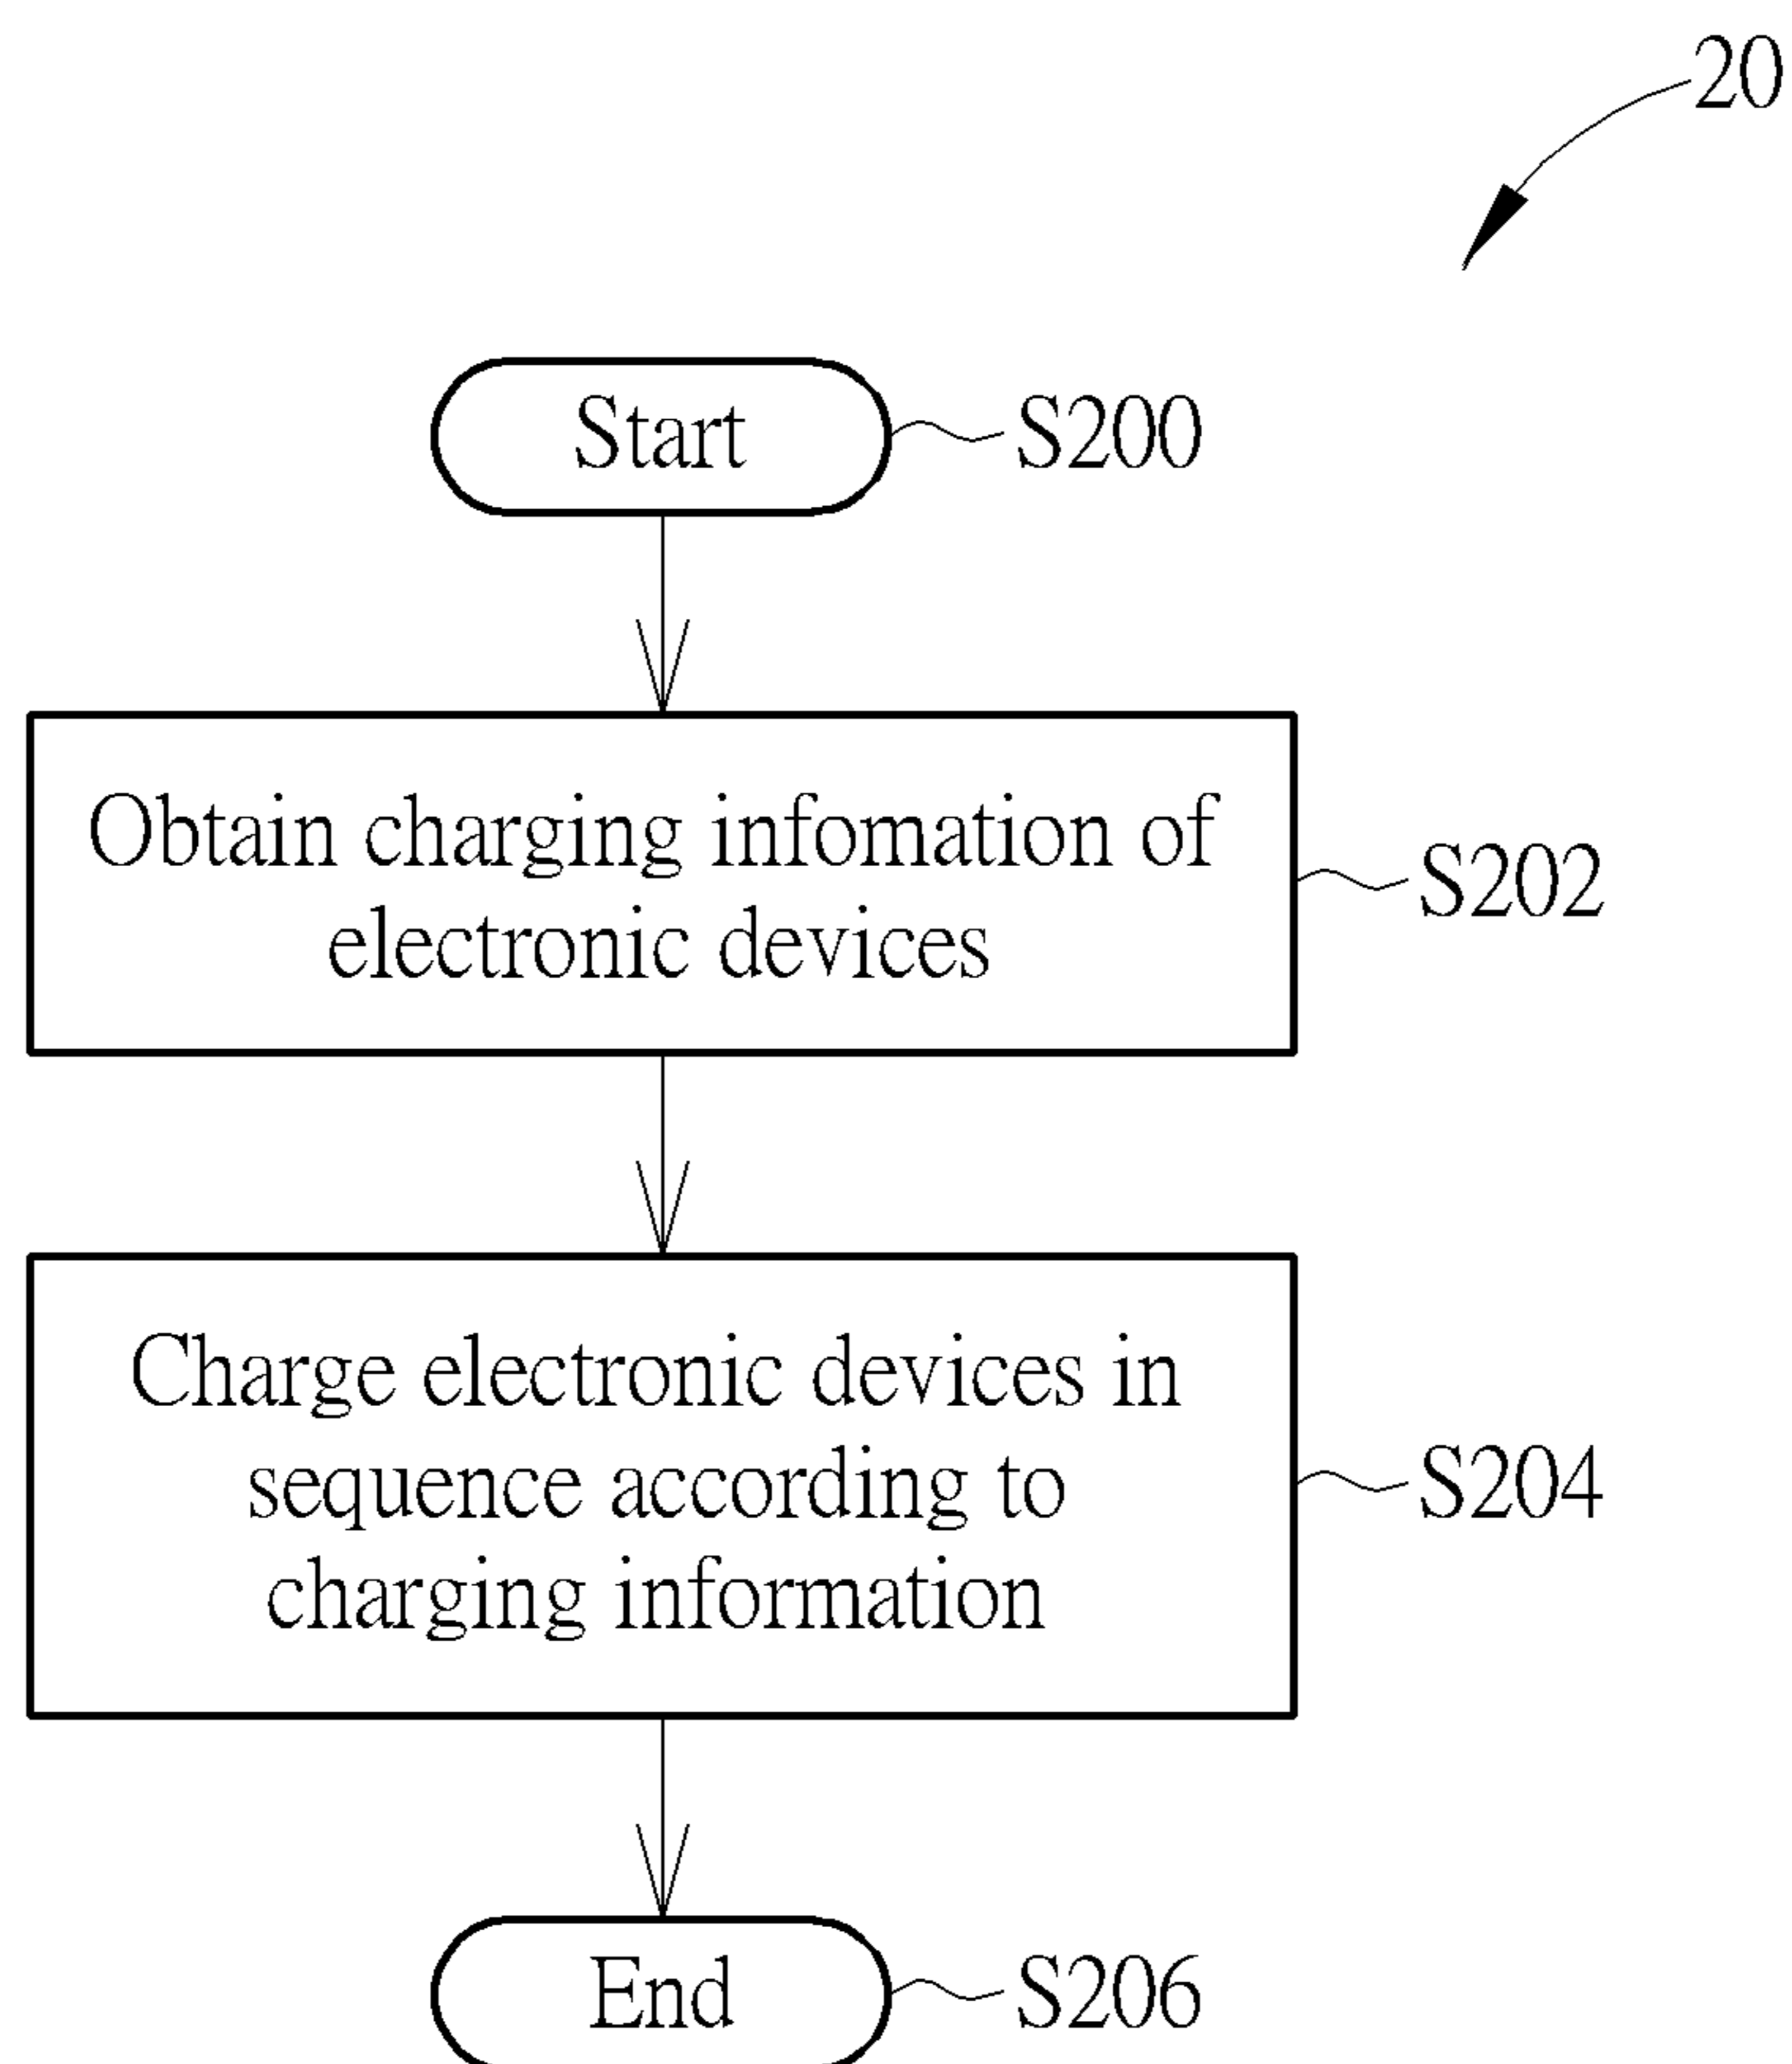 20
Start
S200
Obtain charging infomation of
electronic devices
S202
Charge electronic devices in
sequence according to
charging information
S204
End
S206